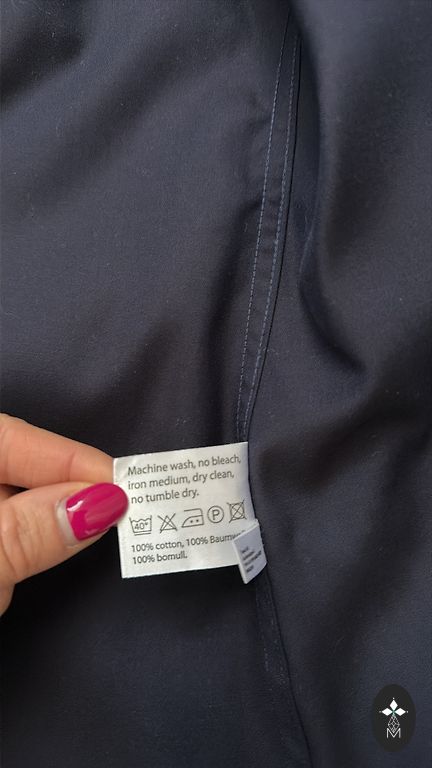 Machine wash, no bleach,
iron medium, dry clean,
no tumble dry.
40°
P
100% cotton, 100% Baumw
100% bomull.
M